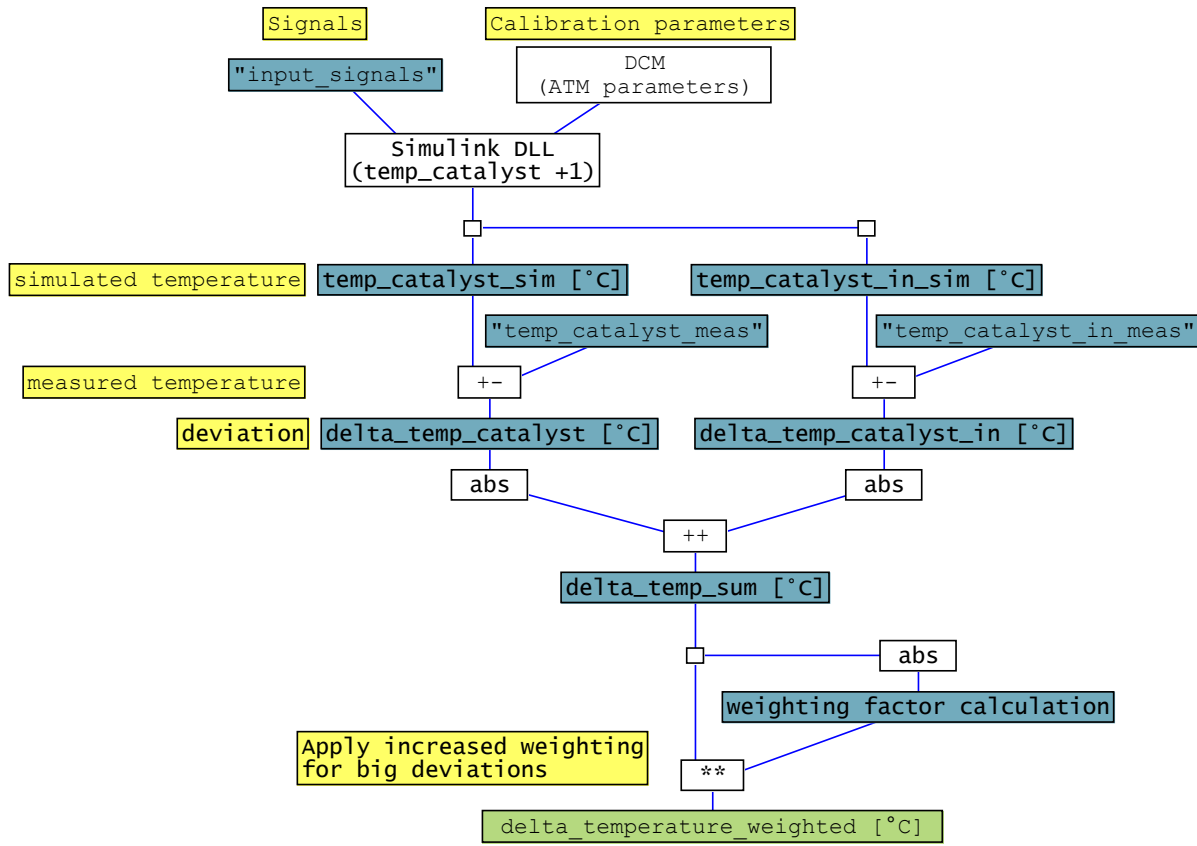 Signals
Calibration parameters
"input_signals"
DCM
(ATM parameters)
Simulink DLL
(temp_catalyst +1)
simulated temperature
temp_catalyst_sim [°C]
temp_catalyst_in_sim [°C]
"temp_catalyst_meas"
"temp_catalyst_in_meas"
measured temperature
+-
+-
deviation
delta_temp_catalyst [°C]
delta_temp_catalyst_in [°C]
abs
abs
++
delta_temp_sum [°C]
abs
weighting factor calculation
Apply increased weighting
for big deviations
**
delta_temperature_weighted [°C]